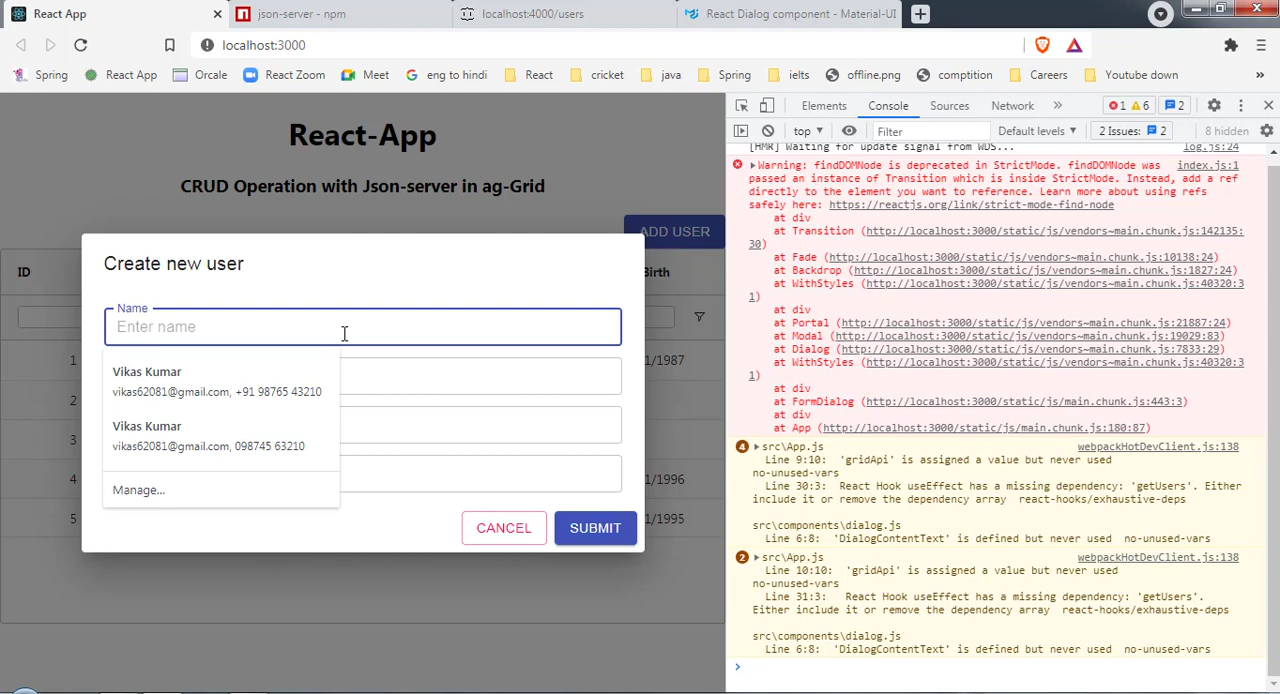 React App
json-server - npm
localhost:4000/users
React Dialog component - Material-UI
localhost:3000
Spring
React App
Orcale
React Zoom
Meet
eng to hindi
React
cricket
java
Spring
ielts
offline.png
comptition
Careers
Youtube down
»
React-App
CRUD Operation with Json-server in ag-Grid
ADD USER
ID
Birth
1
1/1987
2
3
4
1/1996
5
1/1995
Create new user
Name
Enter name
Vikas Kumar
vikas62081@gmail.com, +91 98765 43210
Vikas Kumar
vikas62081@gmail.com, 098745 63210
Manage...
CANCEL
SUBMIT
Elements
Console
Sources
Network
»
1
6
2
top ▼
Filter
Default levels ▼
2 Issues:
2
8 hidden
[HMR] Waiting for update signal from WDS...
log.js:24
Warning: findDOMNode is deprecated in StrictMode. findDOMNode was
index.js:1
passed an instance of Transition which is inside StrictMode. Instead, add a ref
directly to the element you want to reference. Learn more about using refs
safely here: https://reactjs.org/link/strict-mode-find-node
at div
at Transition (http://localhost:3000/static/js/vendors~main.chunk.js:142135:
30)
at Fade (http://localhost:3000/static/js/vendors~main.chunk.js:10138:24)
at Backdrop (http://localhost:3000/static/js/vendors~main.chunk.js:1827:24)
at WithStyles (http://localhost:3000/static/js/vendors~main.chunk.js:40320:3
1)
at div
at Portal (http://localhost:3000/static/js/vendors~main.chunk.js:21887:24)
at Modal (http://localhost:3000/static/js/vendors~main.chunk.js:19029:83)
at Dialog (http://localhost:3000/static/js/vendors~main.chunk.js:7833:29)
at WithStyles (http://localhost:3000/static/js/vendors~main.chunk.js:40320:3
1)
at FormDialog (http://localhost:3000/static/js/main.chunk.js:443:3)
at div
at App (http://localhost:3000/static/js/main.chunk.js:180:87)
4
src\App.js
webpackHotDevClient.js:138
Line 9:10: 'gridApi' is assigned a value but never used
no-unused-vars
Line 30:3: React Hook useEffect has a missing dependency: 'getUsers'. Either
include it or remove the dependency array react-hooks/exhaustive-deps
src\components\dialog.js
Line 6:8: 'DialogContentText' is defined but never used no-unused-vars
2
src\App.js
webpackHotDevClient.js:138
Line 10:10: 'gridApi' is assigned a value but never used
no-unused-vars
Line 31:3: React Hook useEffect has a missing dependency: 'getUsers'.
Either include it or remove the dependency array react-hooks/exhaustive-deps
src\components\dialog.js
Line 6:8: 'DialogContentText' is defined but never used no-unused-vars